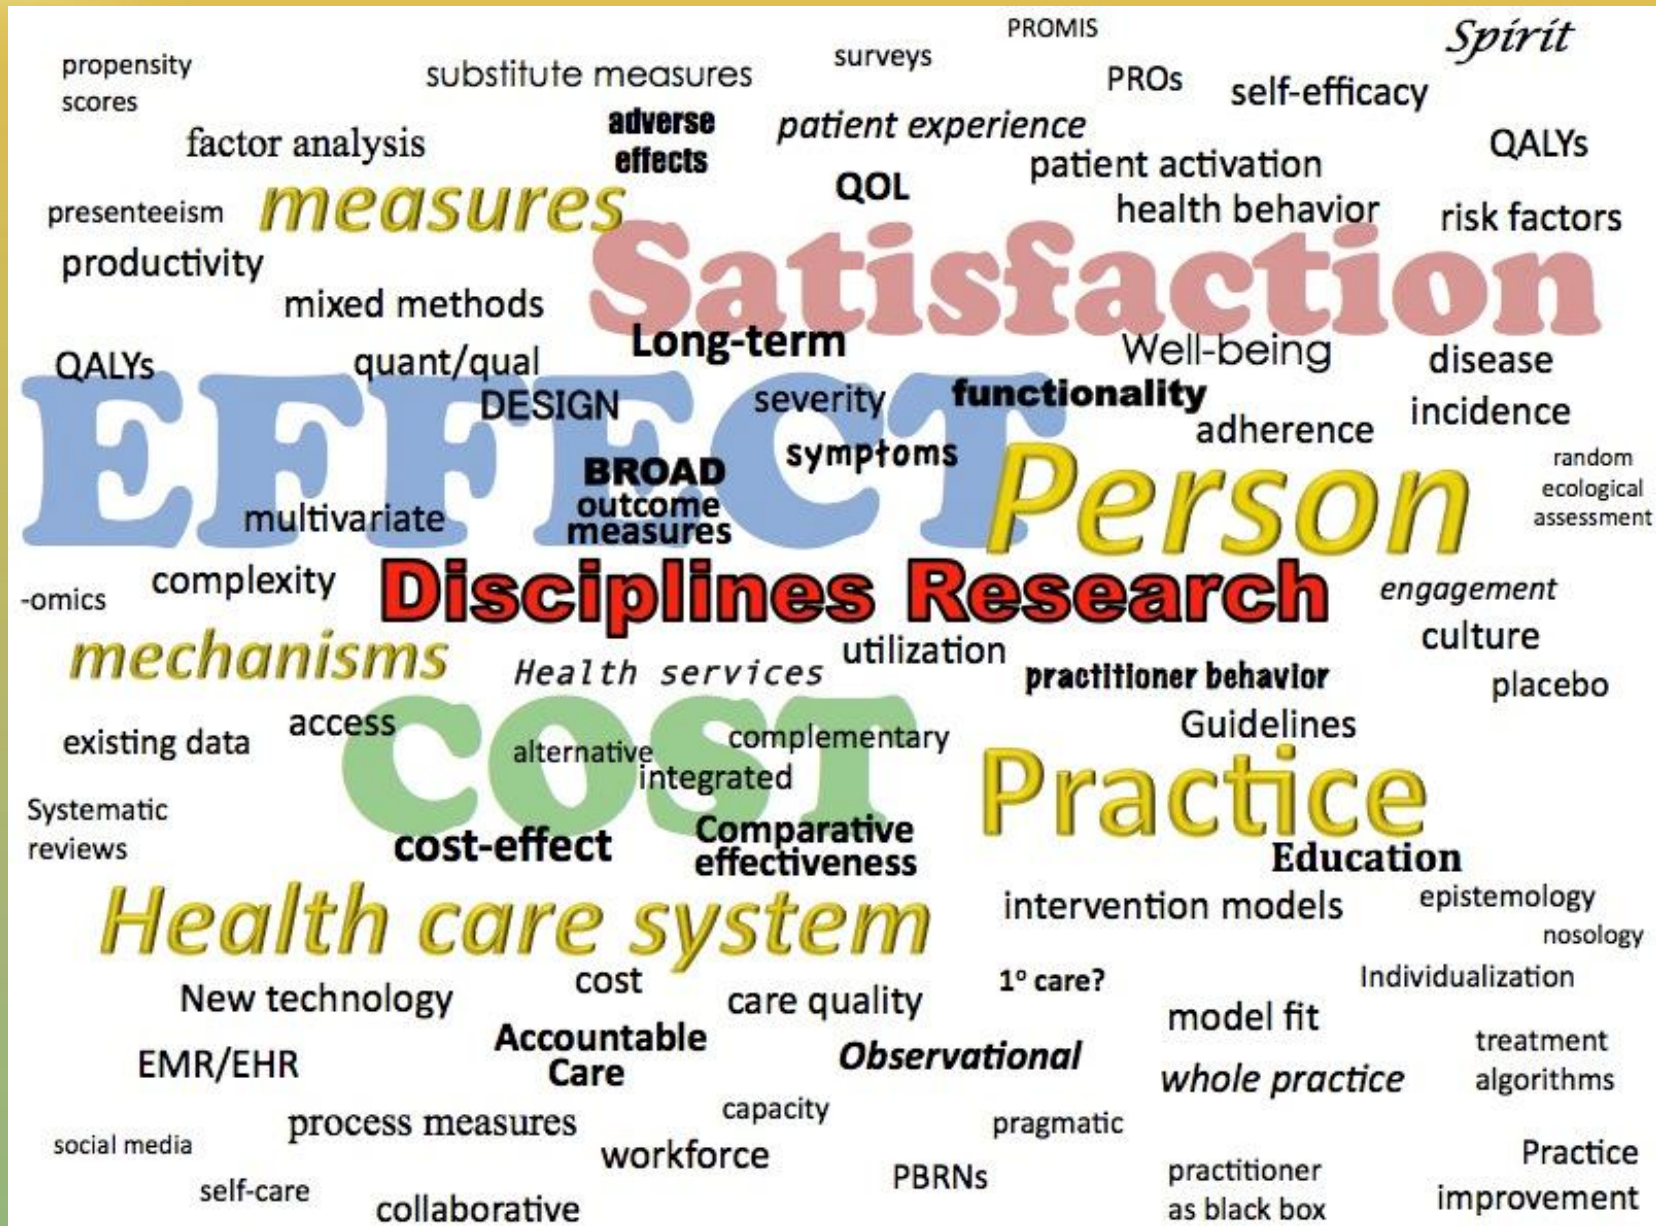 PROMIS
Spirit
propensity
scores
substitute measures
surveys
PROs
self-efficacy
adverse
effects
patient experience
factor analysis
QALYs
patient activation
QOL
measures
presenteeism
health behavior
risk factors
Satisfaction
productivity
mixed methods
Long-term
Well-being
disease
incidence
QALYs
quant/qual
DESIGN
severity
functionality
adherence
EFFECT
symptoms
Person
random
ecological
assessment
BROAD
outcome
measures
multivariate
Disciplines Research
-omics
complexity
engagement
culture
mechanisms
Health services
utilization
practitioner behavior
placebo
COST
existing data
access
alternative
complementary
integrated
Guidelines
Practice
Systematic
reviews
cost-effect
Comparative
effectiveness
Education
Health care system
intervention models
epistemology
nosology
New technology
cost
care quality
1º care?
Individualization
model fit
Accountable
Care
Observational
treatment
algorithms
EMR/EHR
whole practice
process measures
capacity
pragmatic
social media
workforce
Practice
improvement
self-care
collaborative
PBRNs
practitioner
as black box